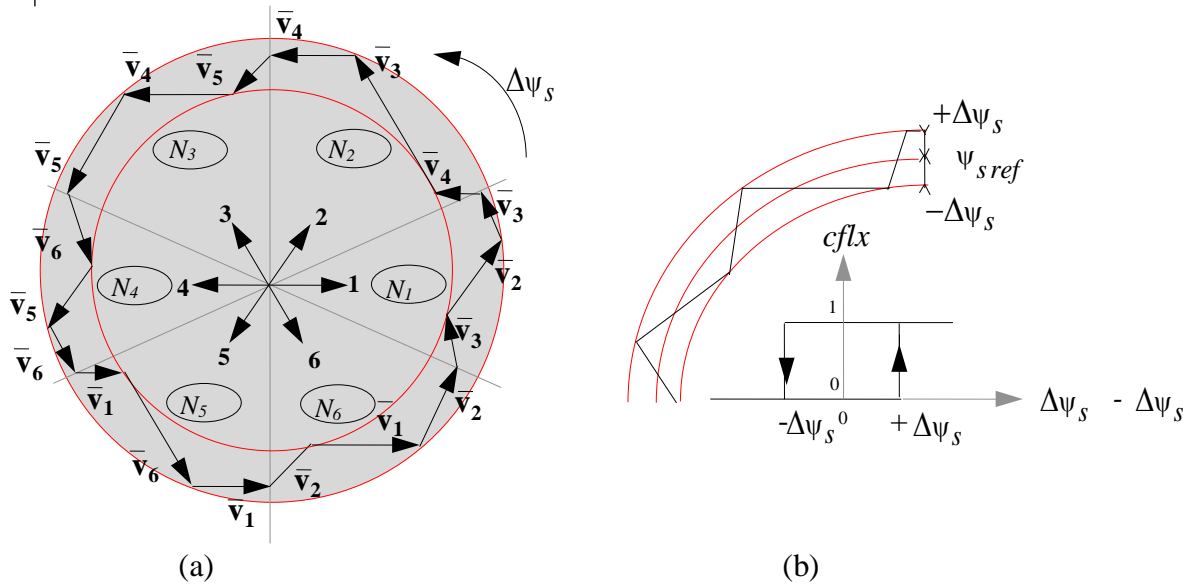 v̄₄
v̄₄ v̄₅ v̄₃
Δψₛ
+Δψₛ
N₃ N₂
v̄₅ v̄₄
ψₛ ref
v̄₃
−Δψₛ
3 2
v̄₆ cflx
N₄ 4 1 N₁ v̄₂
v̄₅ 1
v̄₃
5 6
v̄₆ v̄₁ N₅ N₆ v̄₁ v̄₂
0
-Δψₛ 0 +Δψₛ Δψₛ - Δψₛ
v̄₆ v̄₂
v̄₁
(a) (b)